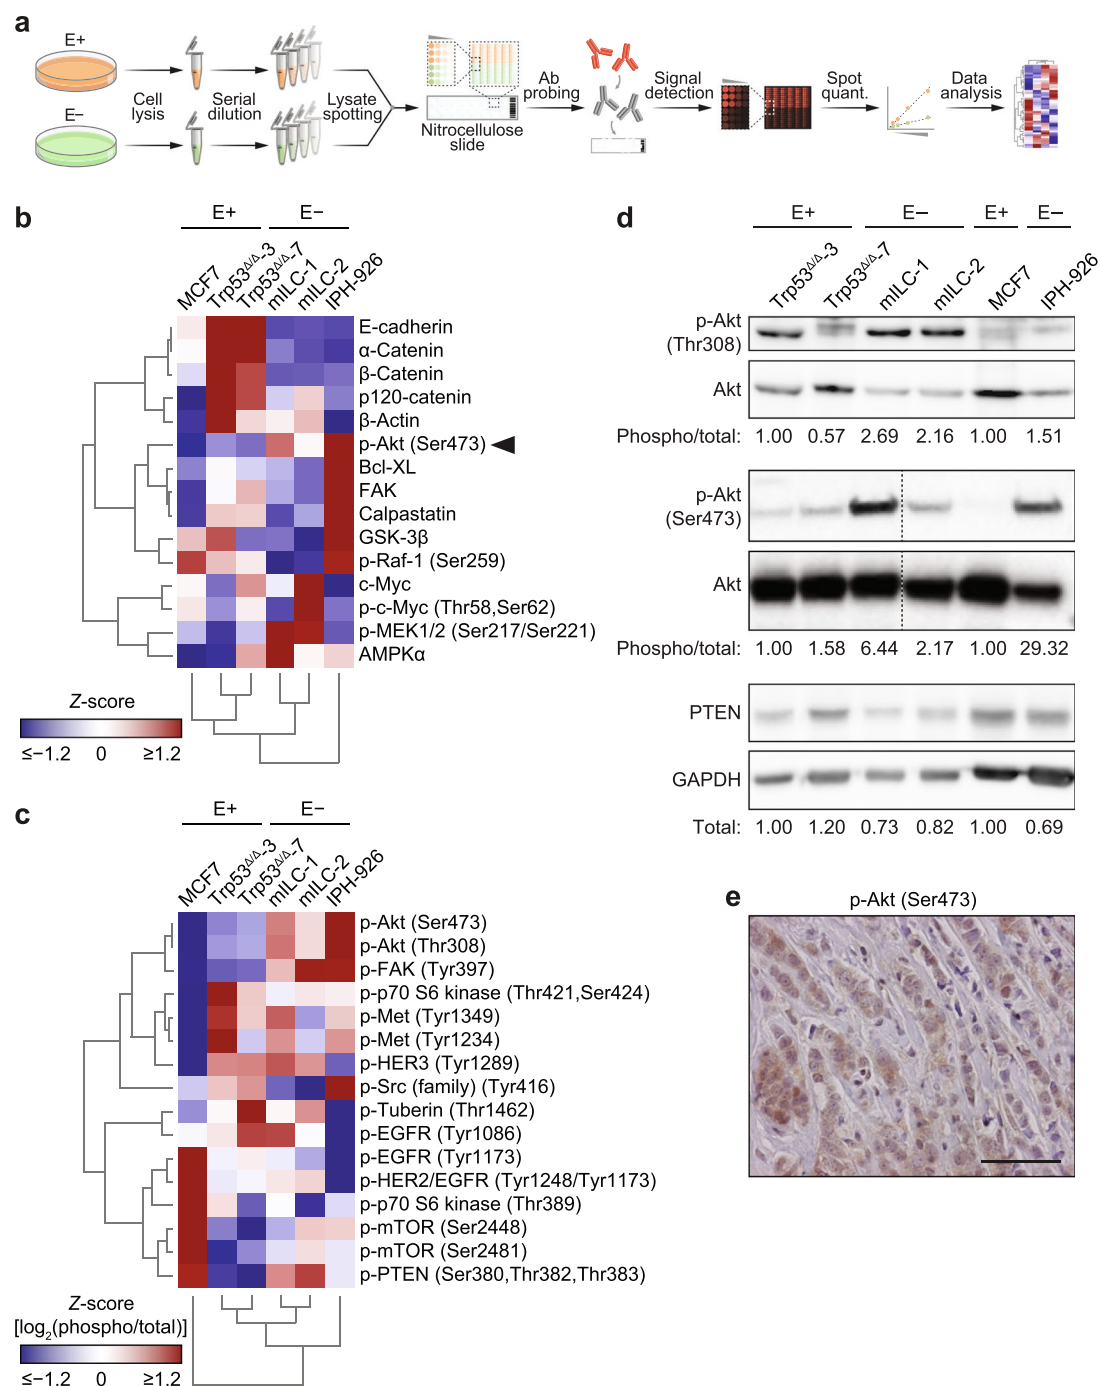 a
E+
E−
Cell lysis
Serial dilution
Lysate spotting
Nitrocellulose slide
Ab probing
Signal detection
Spot quant.
Data analysis
b
E+ E−
MCF7 Trp53Δ/Δ-3 Trp53Δ/Δ-7 mILC-1 mILC-2 IPH-926
E-cadherin
α-Catenin
β-Catenin
p120-catenin
β-Actin
p-Akt (Ser473)
Bcl-XL
FAK
Calpastatin
GSK-3β
p-Raf-1 (Ser259)
c-Myc
p-c-Myc (Thr58,Ser62)
p-MEK1/2 (Ser217/Ser221)
AMPKα
Z-score
≤−1.2 0 ≥1.2
c
E+ E−
MCF7 Trp53Δ/Δ-3 Trp53Δ/Δ-7 mILC-1 mILC-2 IPH-926
p-Akt (Ser473)
p-Akt (Thr308)
p-FAK (Tyr397)
p-p70 S6 kinase (Thr421,Ser424)
p-Met (Tyr1349)
p-Met (Tyr1234)
p-HER3 (Tyr1289)
p-Src (family) (Tyr416)
p-Tuberin (Thr1462)
p-EGFR (Tyr1086)
p-EGFR (Tyr1173)
p-HER2/EGFR (Tyr1248/Tyr1173)
p-p70 S6 kinase (Thr389)
p-mTOR (Ser2448)
p-mTOR (Ser2481)
p-PTEN (Ser380,Thr382,Thr383)
Z-score
[log2(phospho/total)]
≤−1.2 0 ≥1.2
d
E+ E− E+ E−
Trp53Δ/Δ-3 Trp53Δ/Δ-7 mILC-1 mILC-2 MCF7 IPH-926
p-Akt
(Thr308)
Akt
Phospho/total: 1.00 0.57 2.69 2.16 1.00 1.51
p-Akt
(Ser473)
Akt
Phospho/total: 1.00 1.58 6.44 2.17 1.00 29.32
PTEN
GAPDH
Total: 1.00 1.20 0.73 0.82 1.00 0.69
e
p-Akt (Ser473)